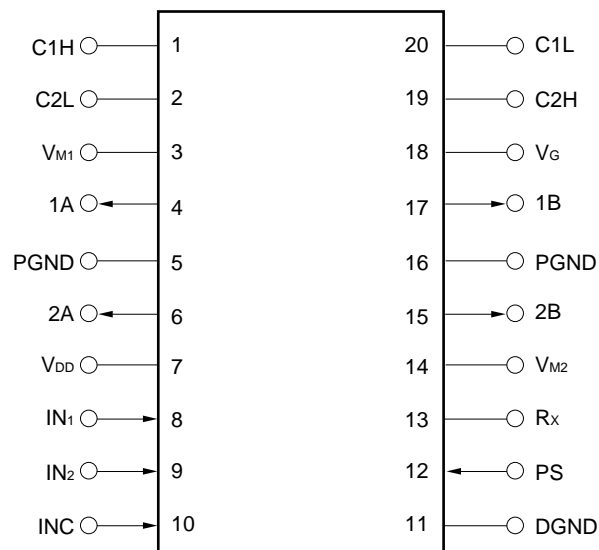 C1H 1 20 C1L
C2L 2 19 C2H
VM1 3 18 VG
1A 4 17 1B
PGND 5 16 PGND
2A 6 15 2B
VDD 7 14 VM2
IN1 8 13 RX
IN2 9 12 PS
INC 10 11 DGND